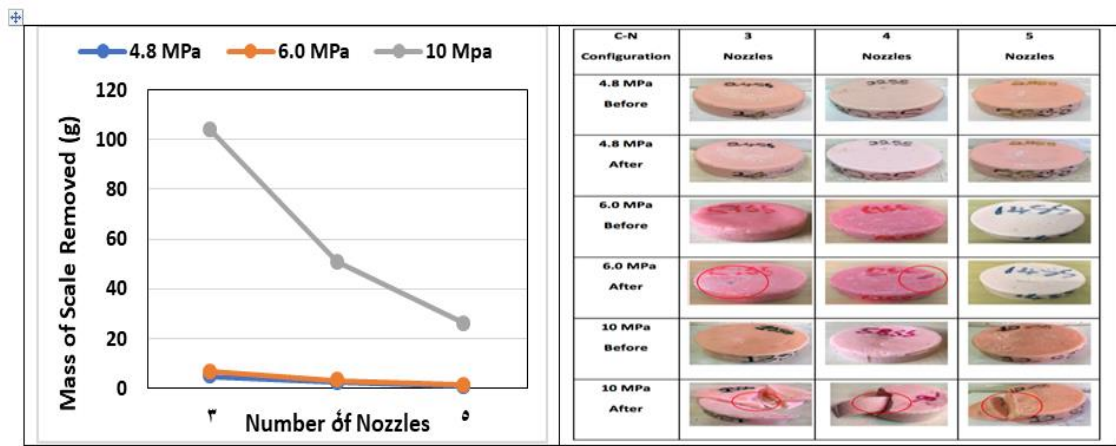 4.8 MPa 6.0 MPa 10 Mpa
Mass of Scale Removed (g)
120
100
80
60
40
20
0
٣ ٤ ٥
Number of Nozzles
C-N Configuration 3 Nozzles 4 Nozzles 5 Nozzles
4.8 MPa
Before
4.8 MPa
After
6.0 MPa
Before
6.0 MPa
After
10 MPa
Before
10 MPa
After